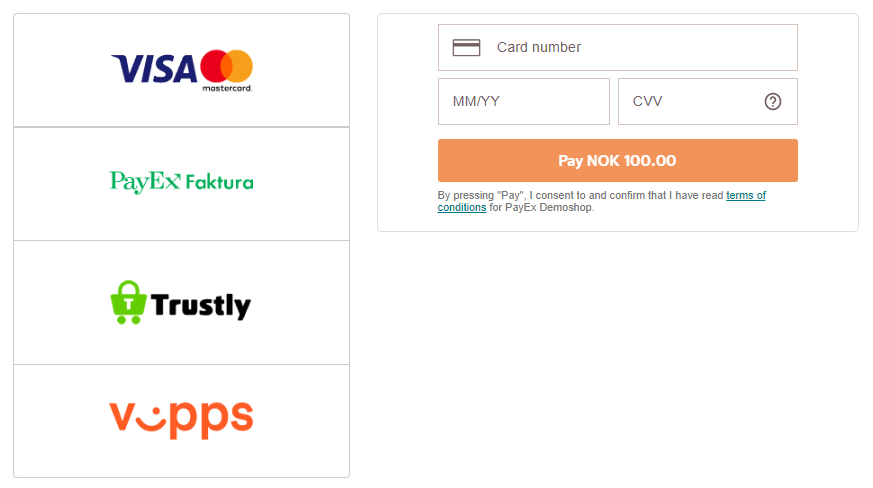 VISA
mastercard.
PayEx Faktura
T Trustly
vipps
Card number
MM/YY
CVV ?
Pay NOK 100.00
By pressing "Pay", I consent to and confirm that I have read terms of
conditions for PayEx Demoshop.